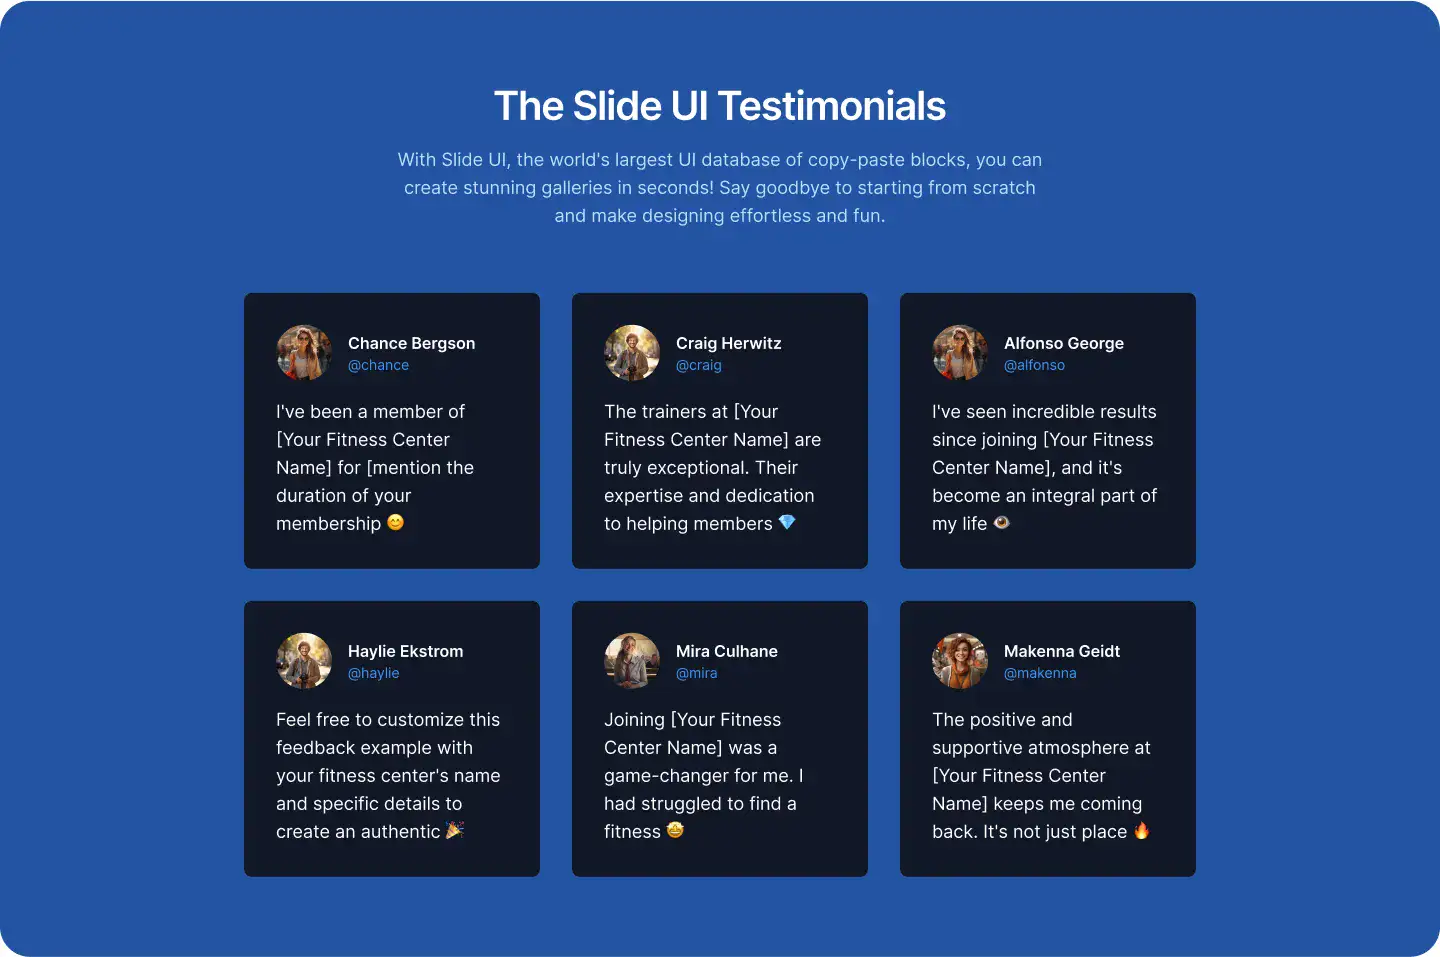 The Slide UI Testimonials
With Slide UI, the world's largest UI database of copy-paste blocks, you can
create stunning galleries in seconds! Say goodbye to starting from scratch
and make designing effortless and fun.
Chance Bergson
@chance
I've been a member of
[Your Fitness Center
Name] for [mention the
duration of your
membership 😊
Craig Herwitz
@craig
The trainers at [Your
Fitness Center Name] are
truly exceptional. Their
expertise and dedication
to helping members 💎
Alfonso George
@alfonso
I've seen incredible results
since joining [Your Fitness
Center Name], and it's
become an integral part of
my life 👁️
Haylie Ekstrom
@haylie
Feel free to customize this
feedback example with
your fitness center's name
and specific details to
create an authentic 🎉
Mira Culhane
@mira
Joining [Your Fitness
Center Name] was a
game-changer for me. I
had struggled to find a
fitness 🤩
Makenna Geidt
@makenna
The positive and
supportive atmosphere at
[Your Fitness Center
Name] keeps me coming
back. It's not just place 🔥